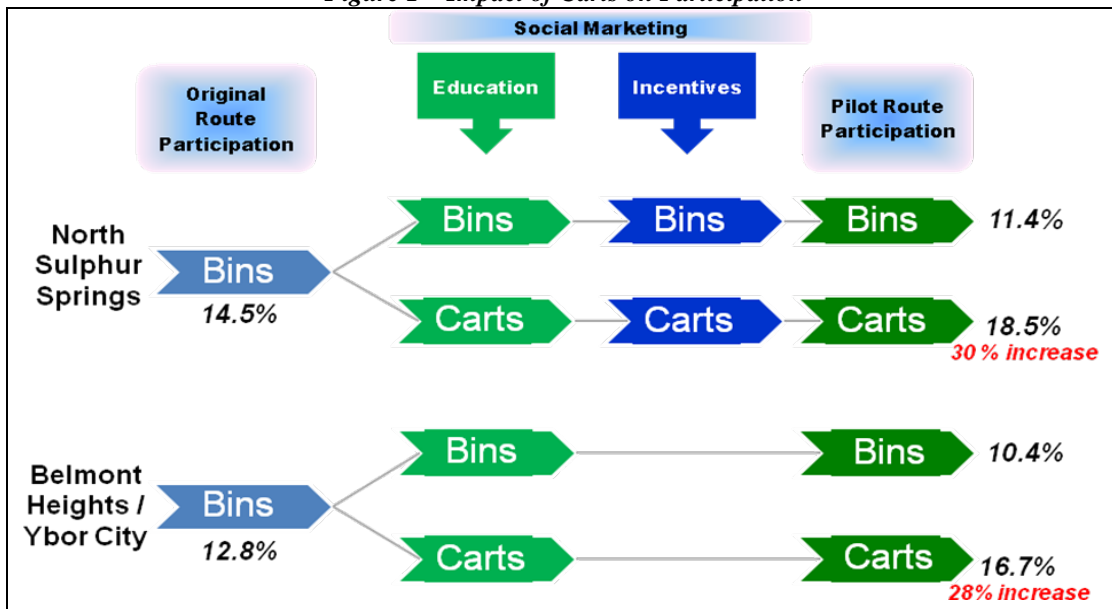 Social Marketing
Original
Route
Participation
Education
Incentives
Pilot Route
Participation
North
Sulphur
Springs
Bins
14.5%
Bins
Bins
Bins
11.4%
Carts
Carts
Carts
18.5%
30 % increase
Belmont
Heights /
Ybor City
Bins
12.8%
Bins
Bins
10.4%
Carts
Carts
16.7%
28% increase